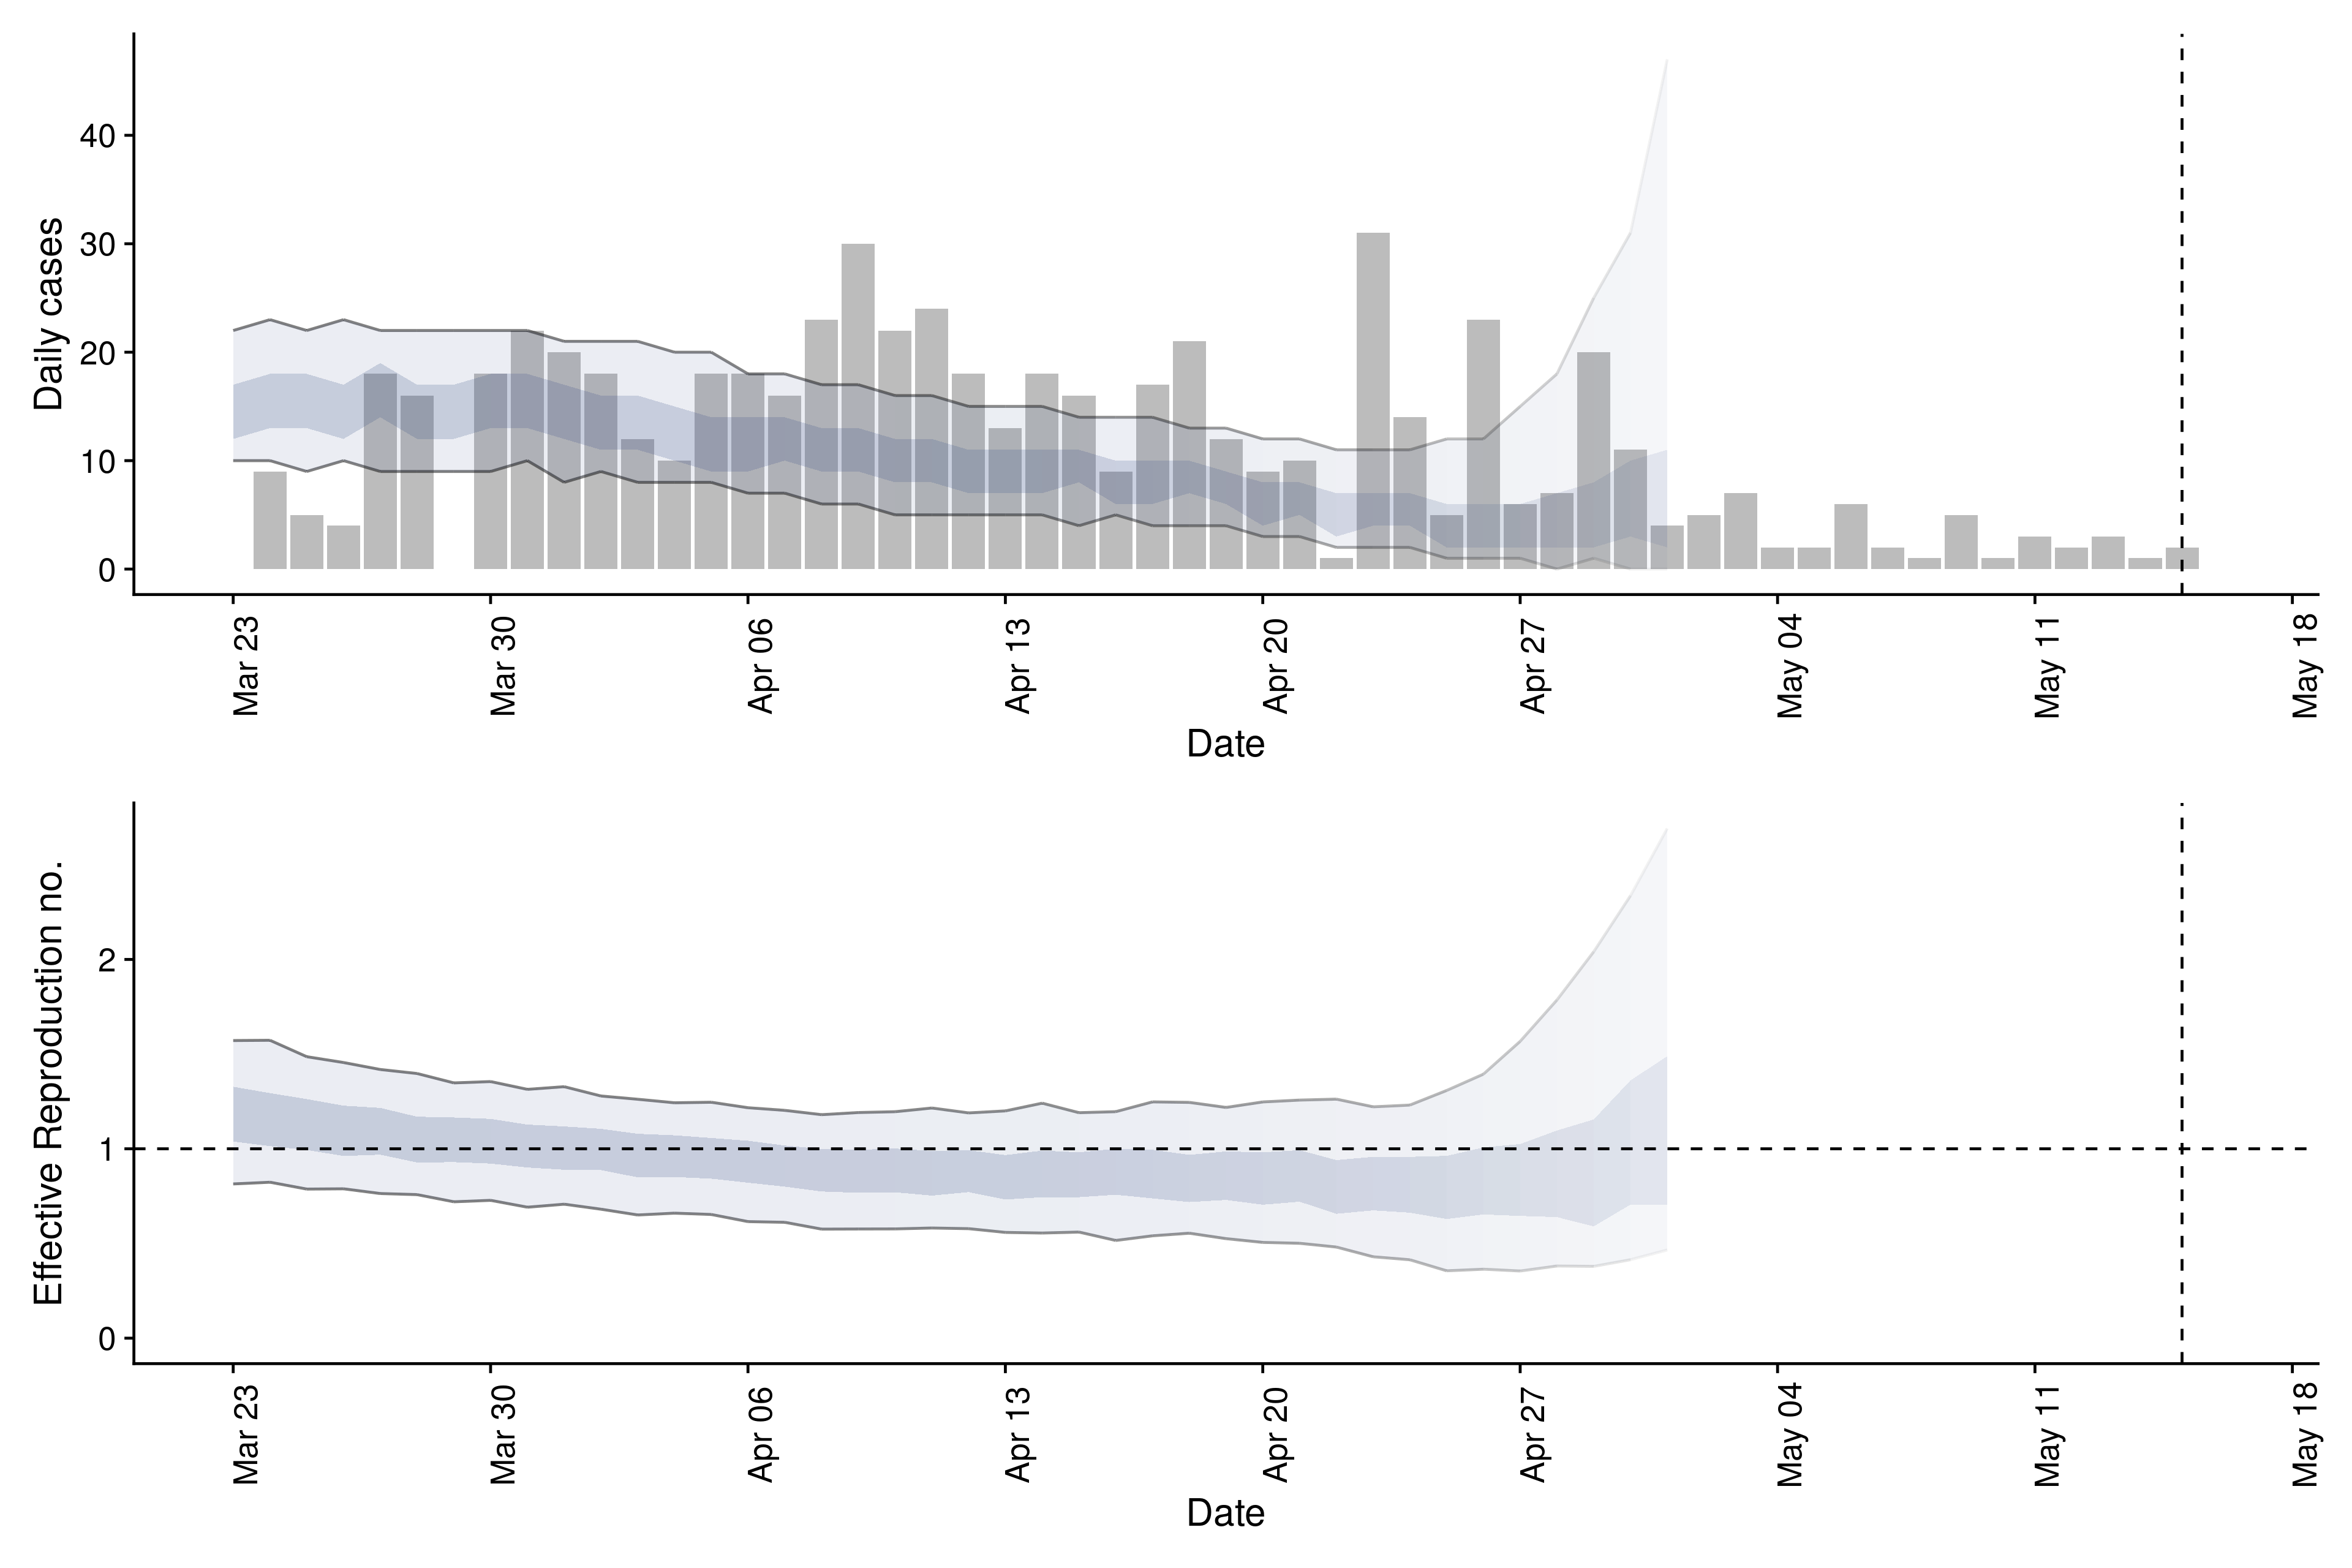 Daily cases
40
30
20
10
0
Mar 23
Mar 30
Apr 06
Apr 13
Apr 20
Apr 27
May 04
May 11
May 18
Date
Effective Reproduction no.
2
1
0
Mar 23
Mar 30
Apr 06
Apr 13
Apr 20
Apr 27
May 04
May 11
May 18
Date